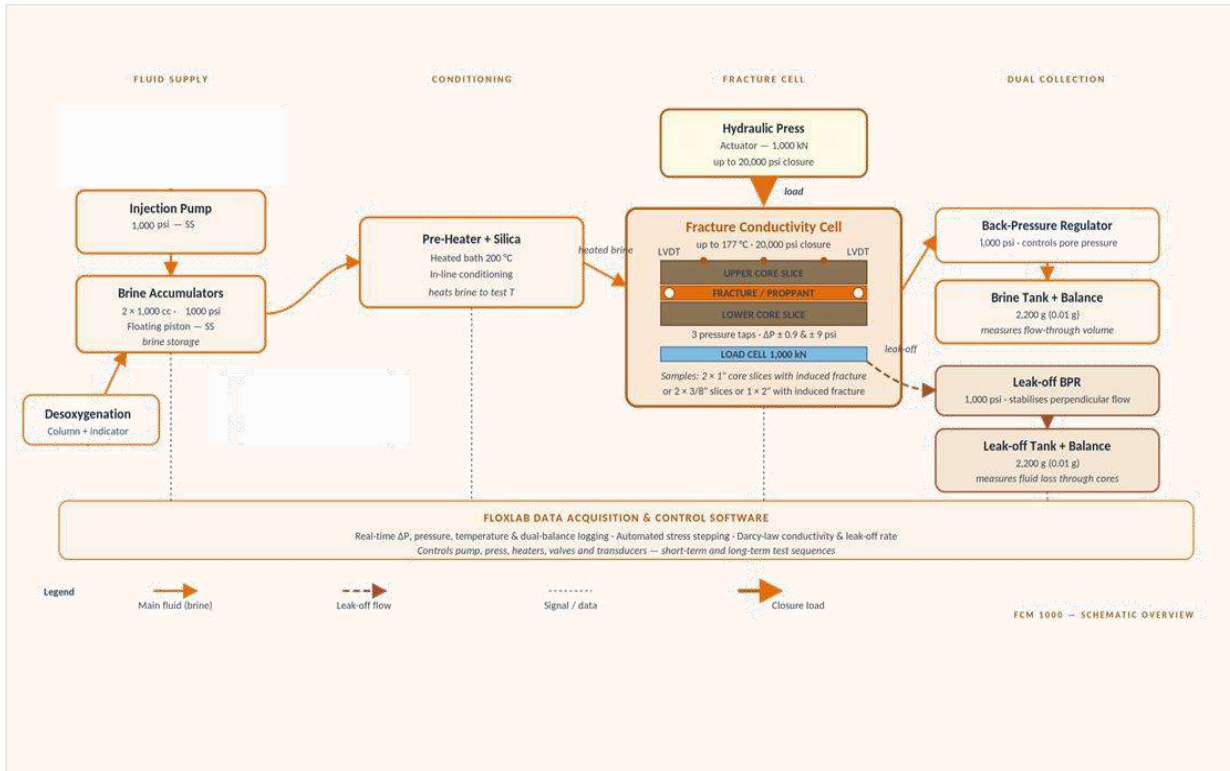 FLUID SUPPLY
CONDITIONING
FRACTURE CELL
DUAL COLLECTION
Injection Pump
1,000 psi — SS
Brine Accumulators
2 × 1,000 cc · 1000 psi
Floating piston — SS
brine storage
Desoxygenation
Column + indicator
Pre-Heater + Silica
Heated bath 200 °C
In-line conditioning
heats brine to test T
heated brine
Hydraulic Press
Actuator — 1,000 kN
up to 20,000 psi closure
load
Fracture Conductivity Cell
up to 177 °C · 20,000 psi closure
LVDT
LVDT
UPPER CORE SLICE
FRACTURE / PROPPANT
LOWER CORE SLICE
3 pressure taps · ΔP ± 0.9 & ± 9 psi
LOAD CELL 1,000 kN
Samples: 2 × 1" core slices with induced fracture
or 2 × 3/8" slices or 1 × 2" with induced fracture
leak-off
Back-Pressure Regulator
1,000 psi · controls pore pressure
Brine Tank + Balance
2,200 g (0.01 g)
measures flow-through volume
Leak-off BPR
1,000 psi · stabilises perpendicular flow
Leak-off Tank + Balance
2,200 g (0.01 g)
measures fluid loss through cores
FLOXLAB DATA ACQUISITION & CONTROL SOFTWARE
Real-time ΔP, pressure, temperature & dual-balance logging · Automated stress stepping · Darcy-law conductivity & leak-off rate
Controls pump, press, heaters, valves and transducers — short-term and long-term test sequences
Legend
Main fluid (brine)
Leak-off flow
Signal / data
Closure load
FCM 1000 — SCHEMATIC OVERVIEW